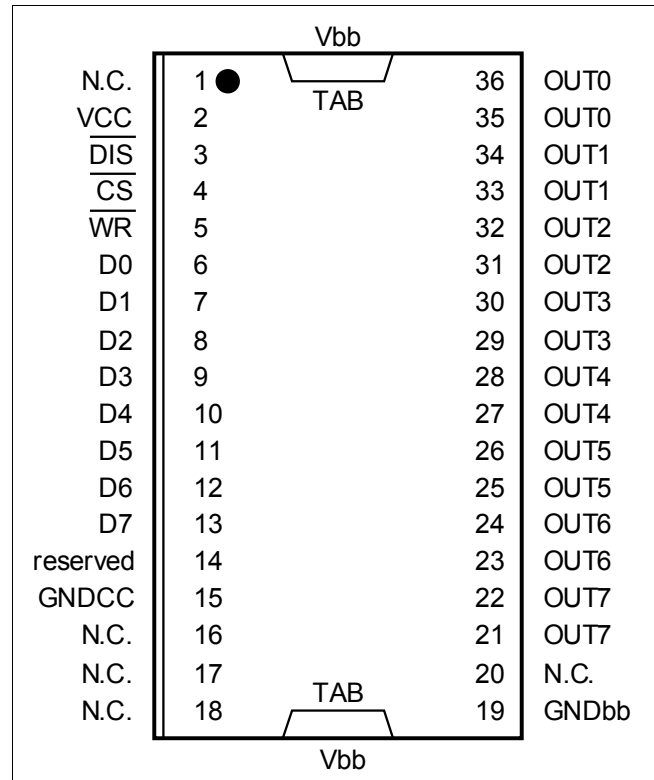 Vbb
TAB
N.C. 1 36 OUT0
VCC 2 35 OUT0
D̅I̅S̅ 3 34 OUT1
C̅S̅ 4 33 OUT1
W̅R̅ 5 32 OUT2
D0 6 31 OUT2
D1 7 30 OUT3
D2 8 29 OUT3
D3 9 28 OUT4
D4 10 27 OUT4
D5 11 26 OUT5
D6 12 25 OUT5
D7 13 24 OUT6
reserved 14 23 OUT6
GNDCC 15 22 OUT7
N.C. 16 21 OUT7
N.C. 17 20 N.C.
TAB
N.C. 18 19 GNDbb
Vbb